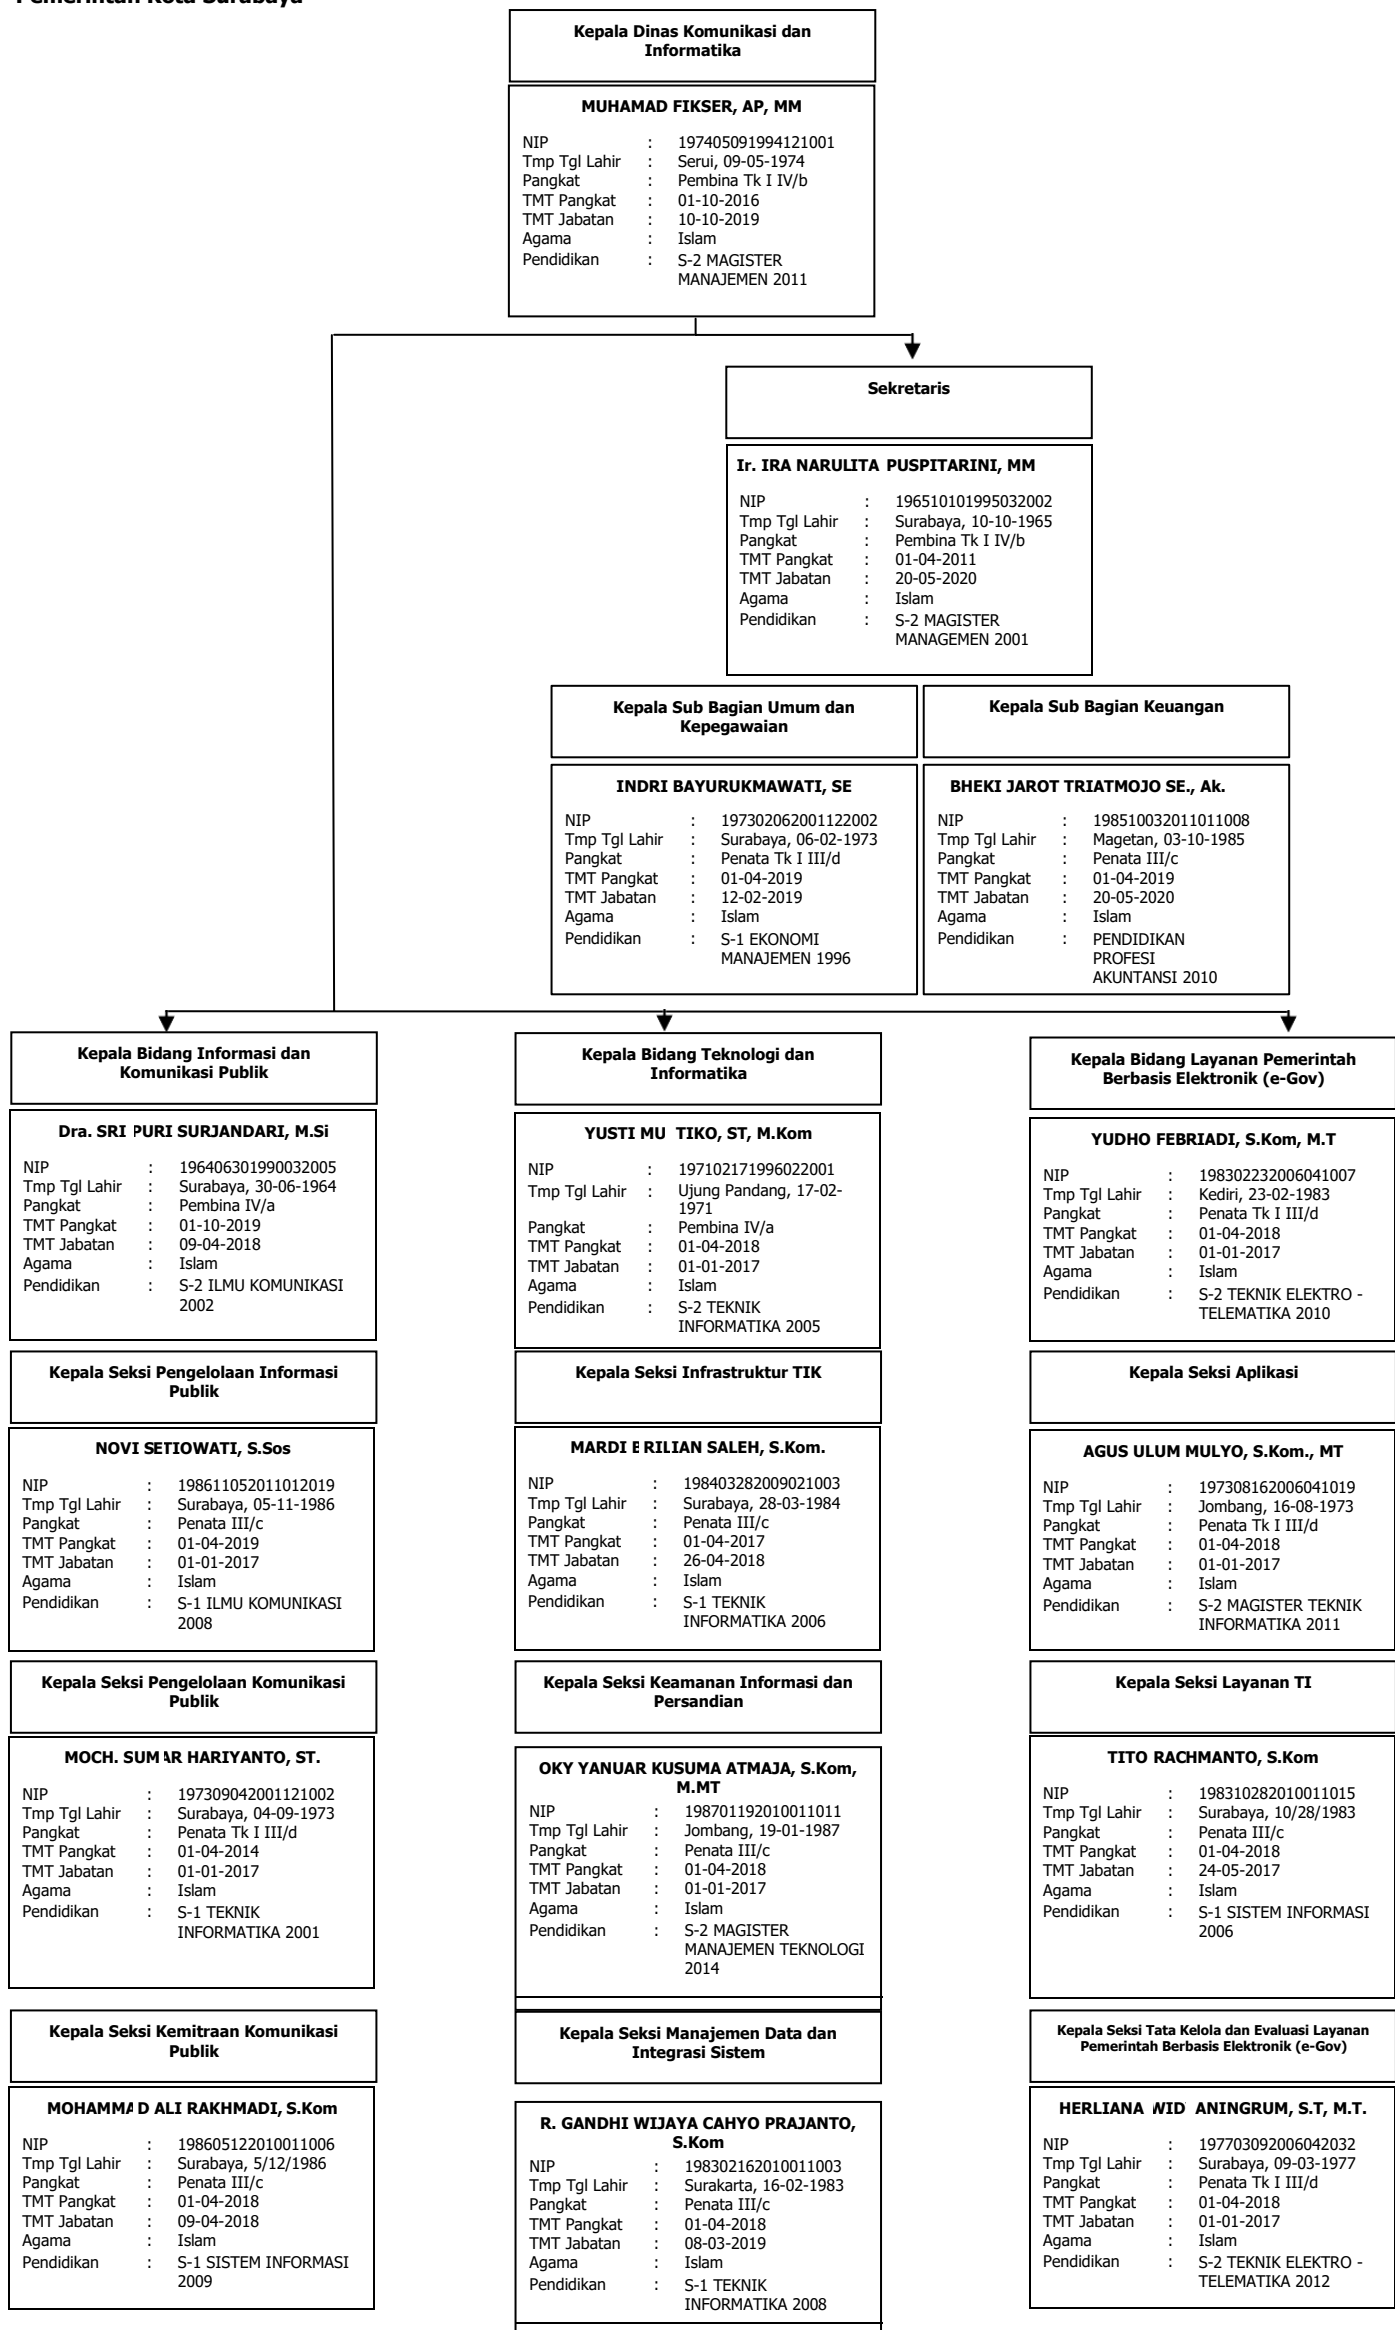 Pemerintah Kota Surabaya
Kepala Dinas Komunikasi dan
Informatika
MUHAMAD FIKSER, AP, MM
NIP : 197405091994121001
Tmp Tgl Lahir : Serui, 09-05-1974
Pangkat : Pembina Tk I IV/b
TMT Pangkat : 01-10-2016
TMT Jabatan : 10-10-2019
Agama : Islam
Pendidikan : S-2 MAGISTER
MANAJEMEN 2011
Sekretaris
Ir. IRA NARULITA PUSPITARINI, MM
NIP : 196510101995032002
Tmp Tgl Lahir : Surabaya, 10-10-1965
Pangkat : Pembina Tk I IV/b
TMT Pangkat : 01-04-2011
TMT Jabatan : 20-05-2020
Agama : Islam
Pendidikan : S-2 MAGISTER
MANAGEMEN 2001
Kepala Sub Bagian Umum dan
Kepegawaian
INDRI BAYURUKMAWATI, SE
NIP : 197302062001122002
Tmp Tgl Lahir : Surabaya, 06-02-1973
Pangkat : Penata Tk I III/d
TMT Pangkat : 01-04-2019
TMT Jabatan : 12-02-2019
Agama : Islam
Pendidikan : S-1 EKONOMI
MANAJEMEN 1996
Kepala Sub Bagian Keuangan
BHEKI JAROT TRIATMOJO SE., Ak.
NIP : 198510032011011008
Tmp Tgl Lahir : Magetan, 03-10-1985
Pangkat : Penata III/c
TMT Pangkat : 01-04-2019
TMT Jabatan : 20-05-2020
Agama : Islam
Pendidikan : PENDIDIKAN
PROFESI
AKUNTANSI 2010
Kepala Bidang Informasi dan
Komunikasi Publik
Dra. SRI PURI SURJANDARI, M.Si
NIP : 196406301990032005
Tmp Tgl Lahir : Surabaya, 30-06-1964
Pangkat : Pembina IV/a
TMT Pangkat : 01-10-2019
TMT Jabatan : 09-04-2018
Agama : Islam
Pendidikan : S-2 ILMU KOMUNIKASI
2002
Kepala Seksi Pengelolaan Informasi
Publik
NOVI SETIOWATI, S.Sos
NIP : 198611052011012019
Tmp Tgl Lahir : Surabaya, 05-11-1986
Pangkat : Penata III/c
TMT Pangkat : 01-04-2019
TMT Jabatan : 01-01-2017
Agama : Islam
Pendidikan : S-1 ILMU KOMUNIKASI
2008
Kepala Seksi Pengelolaan Komunikasi
Publik
MOCH. SUMAR HARIYANTO, ST.
NIP : 197309042001121002
Tmp Tgl Lahir : Surabaya, 04-09-1973
Pangkat : Penata Tk I III/d
TMT Pangkat : 01-04-2014
TMT Jabatan : 01-01-2017
Agama : Islam
Pendidikan : S-1 TEKNIK
INFORMATIKA 2001
Kepala Seksi Kemitraan Komunikasi
Publik
MOHAMMAD ALI RAKHMADI, S.Kom
NIP : 198605122010011006
Tmp Tgl Lahir : Surabaya, 5/12/1986
Pangkat : Penata III/c
TMT Pangkat : 01-04-2018
TMT Jabatan : 09-04-2018
Agama : Islam
Pendidikan : S-1 SISTEM INFORMASI
2009
Kepala Bidang Teknologi dan
Informatika
YUSTI MU TIKO, ST, M.Kom
NIP : 197102171996022001
Tmp Tgl Lahir : Ujung Pandang, 17-02-
1971
Pangkat : Pembina IV/a
TMT Pangkat : 01-04-2018
TMT Jabatan : 01-01-2017
Agama : Islam
Pendidikan : S-2 TEKNIK
INFORMATIKA 2005
Kepala Seksi Infrastruktur TIK
MARDI BRILIAN SALEH, S.Kom.
NIP : 198403282009021003
Tmp Tgl Lahir : Surabaya, 28-03-1984
Pangkat : Penata III/c
TMT Pangkat : 01-04-2017
TMT Jabatan : 26-04-2018
Agama : Islam
Pendidikan : S-1 TEKNIK
INFORMATIKA 2006
Kepala Seksi Keamanan Informasi dan
Persandian
OKY YANUAR KUSUMA ATMAJA, S.Kom,
M.MT
NIP : 198701192010011011
Tmp Tgl Lahir : Jombang, 19-01-1987
Pangkat : Penata III/c
TMT Pangkat : 01-04-2018
TMT Jabatan : 01-01-2017
Agama : Islam
Pendidikan : S-2 MAGISTER
MANAJEMEN TEKNOLOGI
2014
Kepala Seksi Manajemen Data dan
Integrasi Sistem
R. GANDHI WIJAYA CAHYO PRAJANTO,
S.Kom
NIP : 198302162010011003
Tmp Tgl Lahir : Surakarta, 16-02-1983
Pangkat : Penata III/c
TMT Pangkat : 01-04-2018
TMT Jabatan : 08-03-2019
Agama : Islam
Pendidikan : S-1 TEKNIK
INFORMATIKA 2008
Kepala Bidang Layanan Pemerintah
Berbasis Elektronik (e-Gov)
YUDHO FEBRIADI, S.Kom, M.T
NIP : 198302232006041007
Tmp Tgl Lahir : Kediri, 23-02-1983
Pangkat : Penata Tk I III/d
TMT Pangkat : 01-04-2018
TMT Jabatan : 01-01-2017
Agama : Islam
Pendidikan : S-2 TEKNIK ELEKTRO -
TELEMATIKA 2010
Kepala Seksi Aplikasi
AGUS ULUM MULYO, S.Kom., MT
NIP : 197308162006041019
Tmp Tgl Lahir : Jombang, 16-08-1973
Pangkat : Penata Tk I III/d
TMT Pangkat : 01-04-2018
TMT Jabatan : 01-01-2017
Agama : Islam
Pendidikan : S-2 MAGISTER TEKNIK
INFORMATIKA 2011
Kepala Seksi Layanan TI
TITO RACHMANTO, S.Kom
NIP : 198310282010011015
Tmp Tgl Lahir : Surabaya, 10/28/1983
Pangkat : Penata III/c
TMT Pangkat : 01-04-2018
TMT Jabatan : 24-05-2017
Agama : Islam
Pendidikan : S-1 SISTEM INFORMASI
2006
Kepala Seksi Tata Kelola dan Evaluasi Layanan
Pemerintah Berbasis Elektronik (e-Gov)
HERLIANA WIDYANINGRUM, S.T, M.T.
NIP : 197703092006042032
Tmp Tgl Lahir : Surabaya, 09-03-1977
Pangkat : Penata Tk I III/d
TMT Pangkat : 01-04-2018
TMT Jabatan : 01-01-2017
Agama : Islam
Pendidikan : S-2 TEKNIK ELEKTRO -
TELEMATIKA 2012